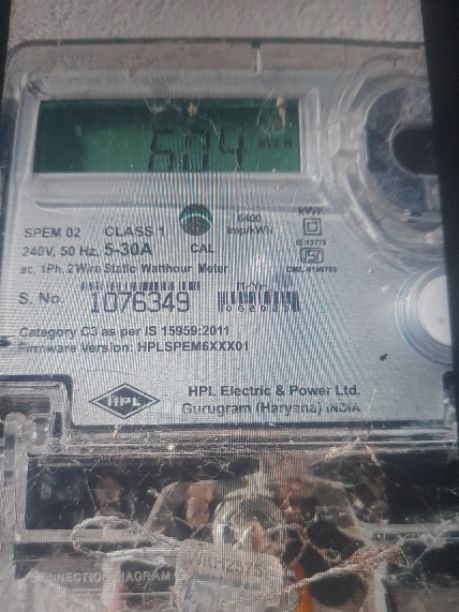 604 kWh
SPEM 02 CLASS 1 6400 imp/kWh kWh
240V, 50 Hz, 5-30A CAL IS 13779
ac, 1Ph, 2Wire Static Watthour Meter
S. No. 1076349 M-Yr
Category C3 as per IS 15959:2011
Firmware Version: HPLSPEM6XXX01
HPL
HPL Electric & Power Ltd.
Gurugram (Haryana) INDIA
CONNECTION DIAGRAM